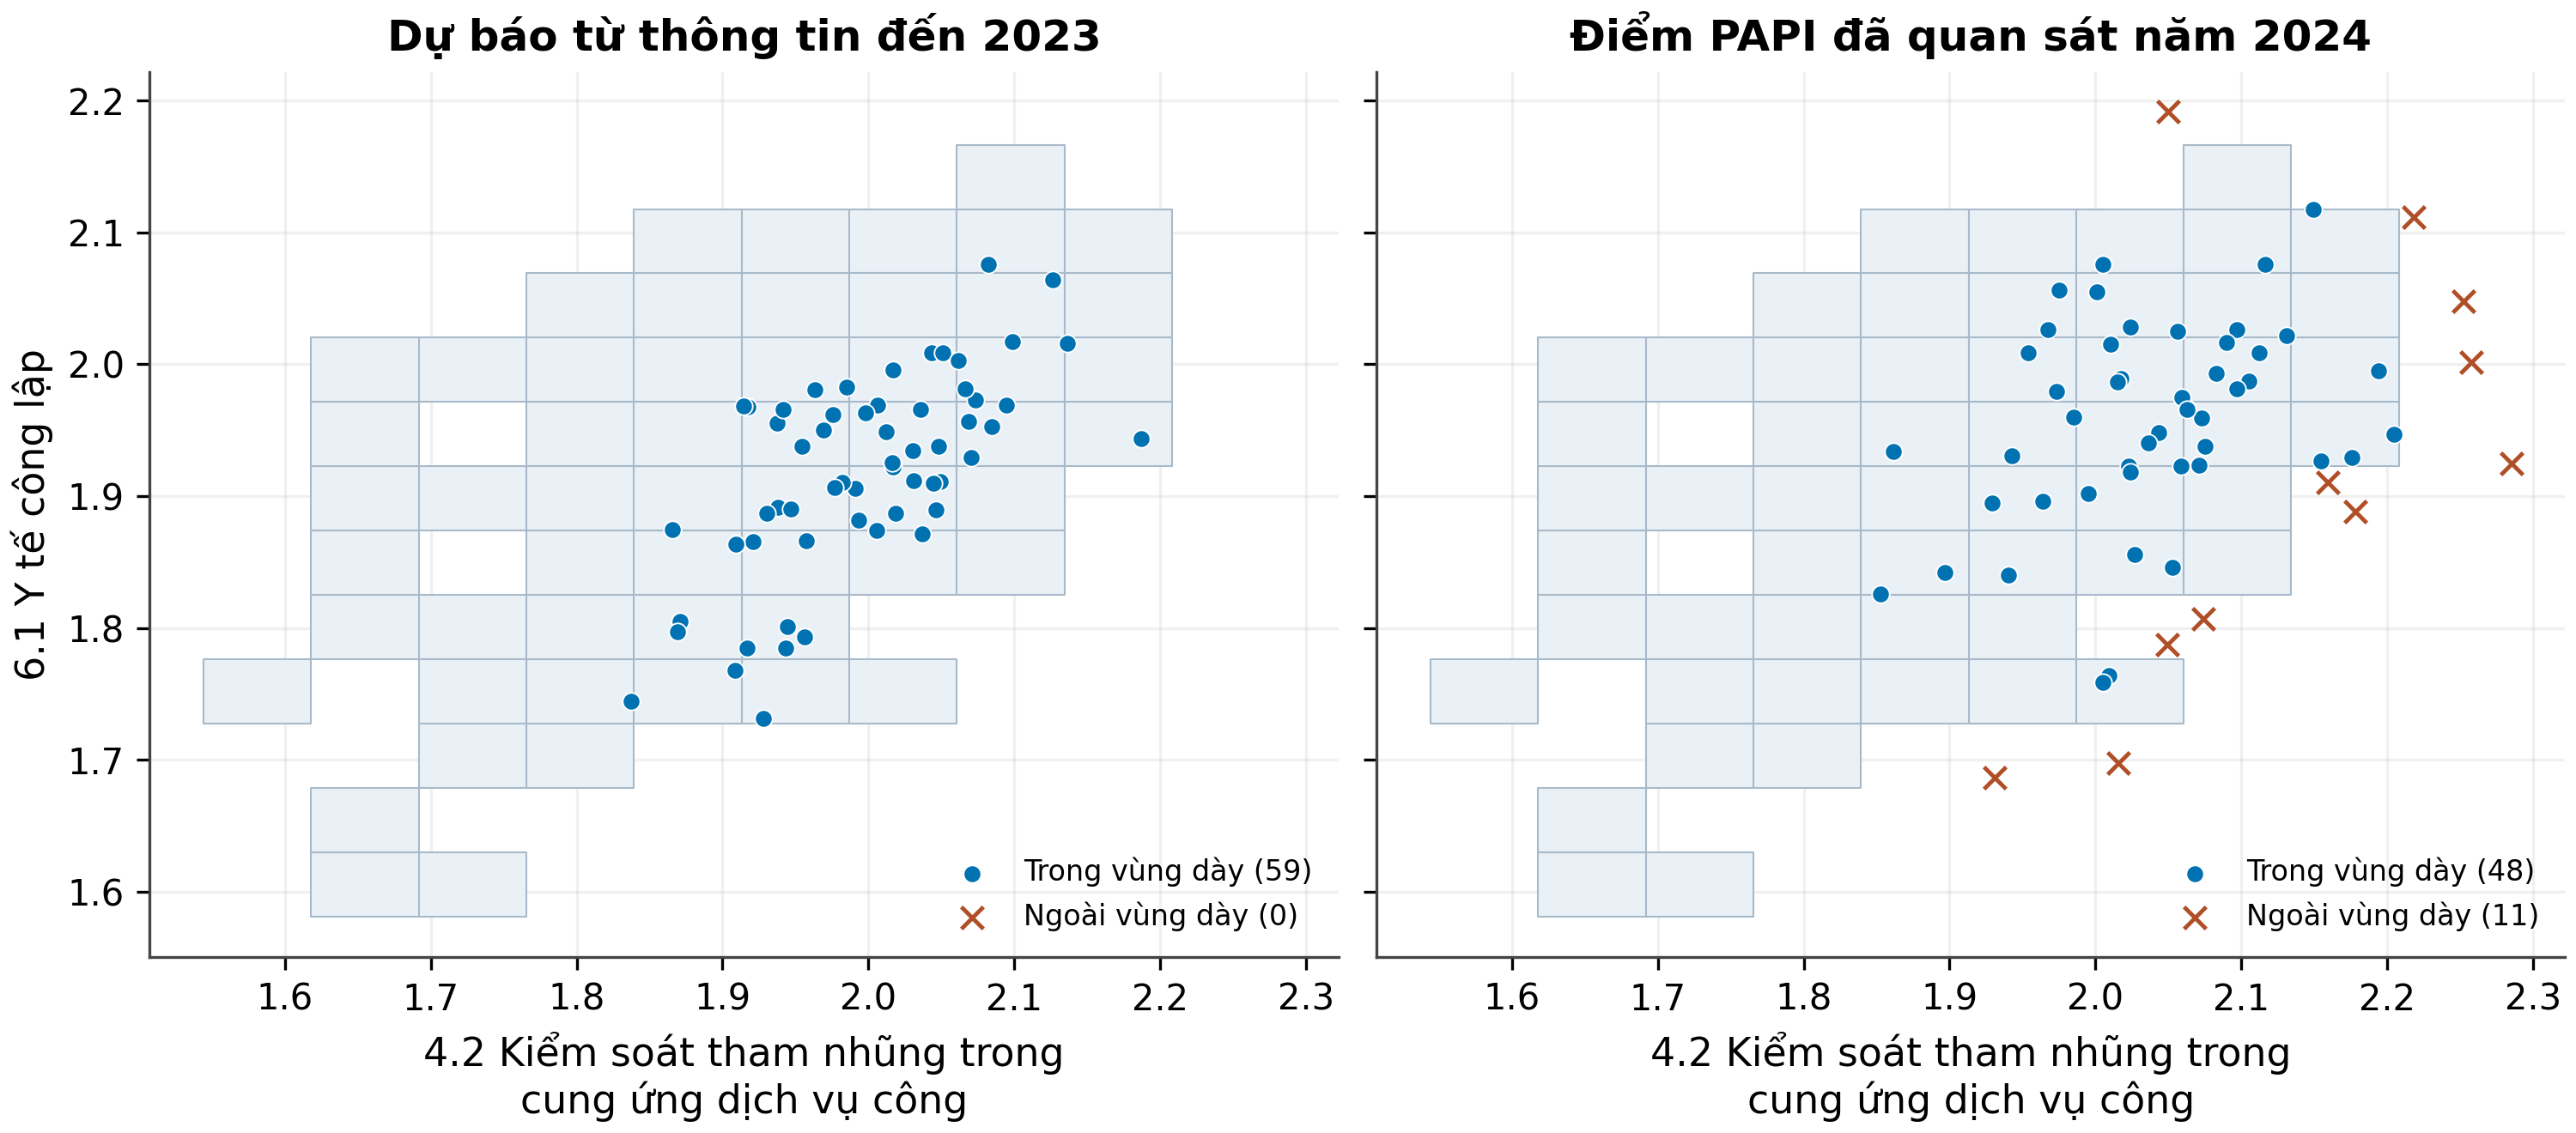 Dự báo từ thông tin đến 2023
Điểm PAPI đã quan sát năm 2024
6.1 Y tế công lập
2.2
2.1
2.0
1.9
1.8
1.7
1.6
Trong vùng dày (59)
Ngoài vùng dày (0)
Trong vùng dày (48)
Ngoài vùng dày (11)
1.6 1.7 1.8 1.9 2.0 2.1 2.2 2.3
1.6 1.7 1.8 1.9 2.0 2.1 2.2 2.3
4.2 Kiểm soát tham nhũng trong
cung ứng dịch vụ công
4.2 Kiểm soát tham nhũng trong
cung ứng dịch vụ công